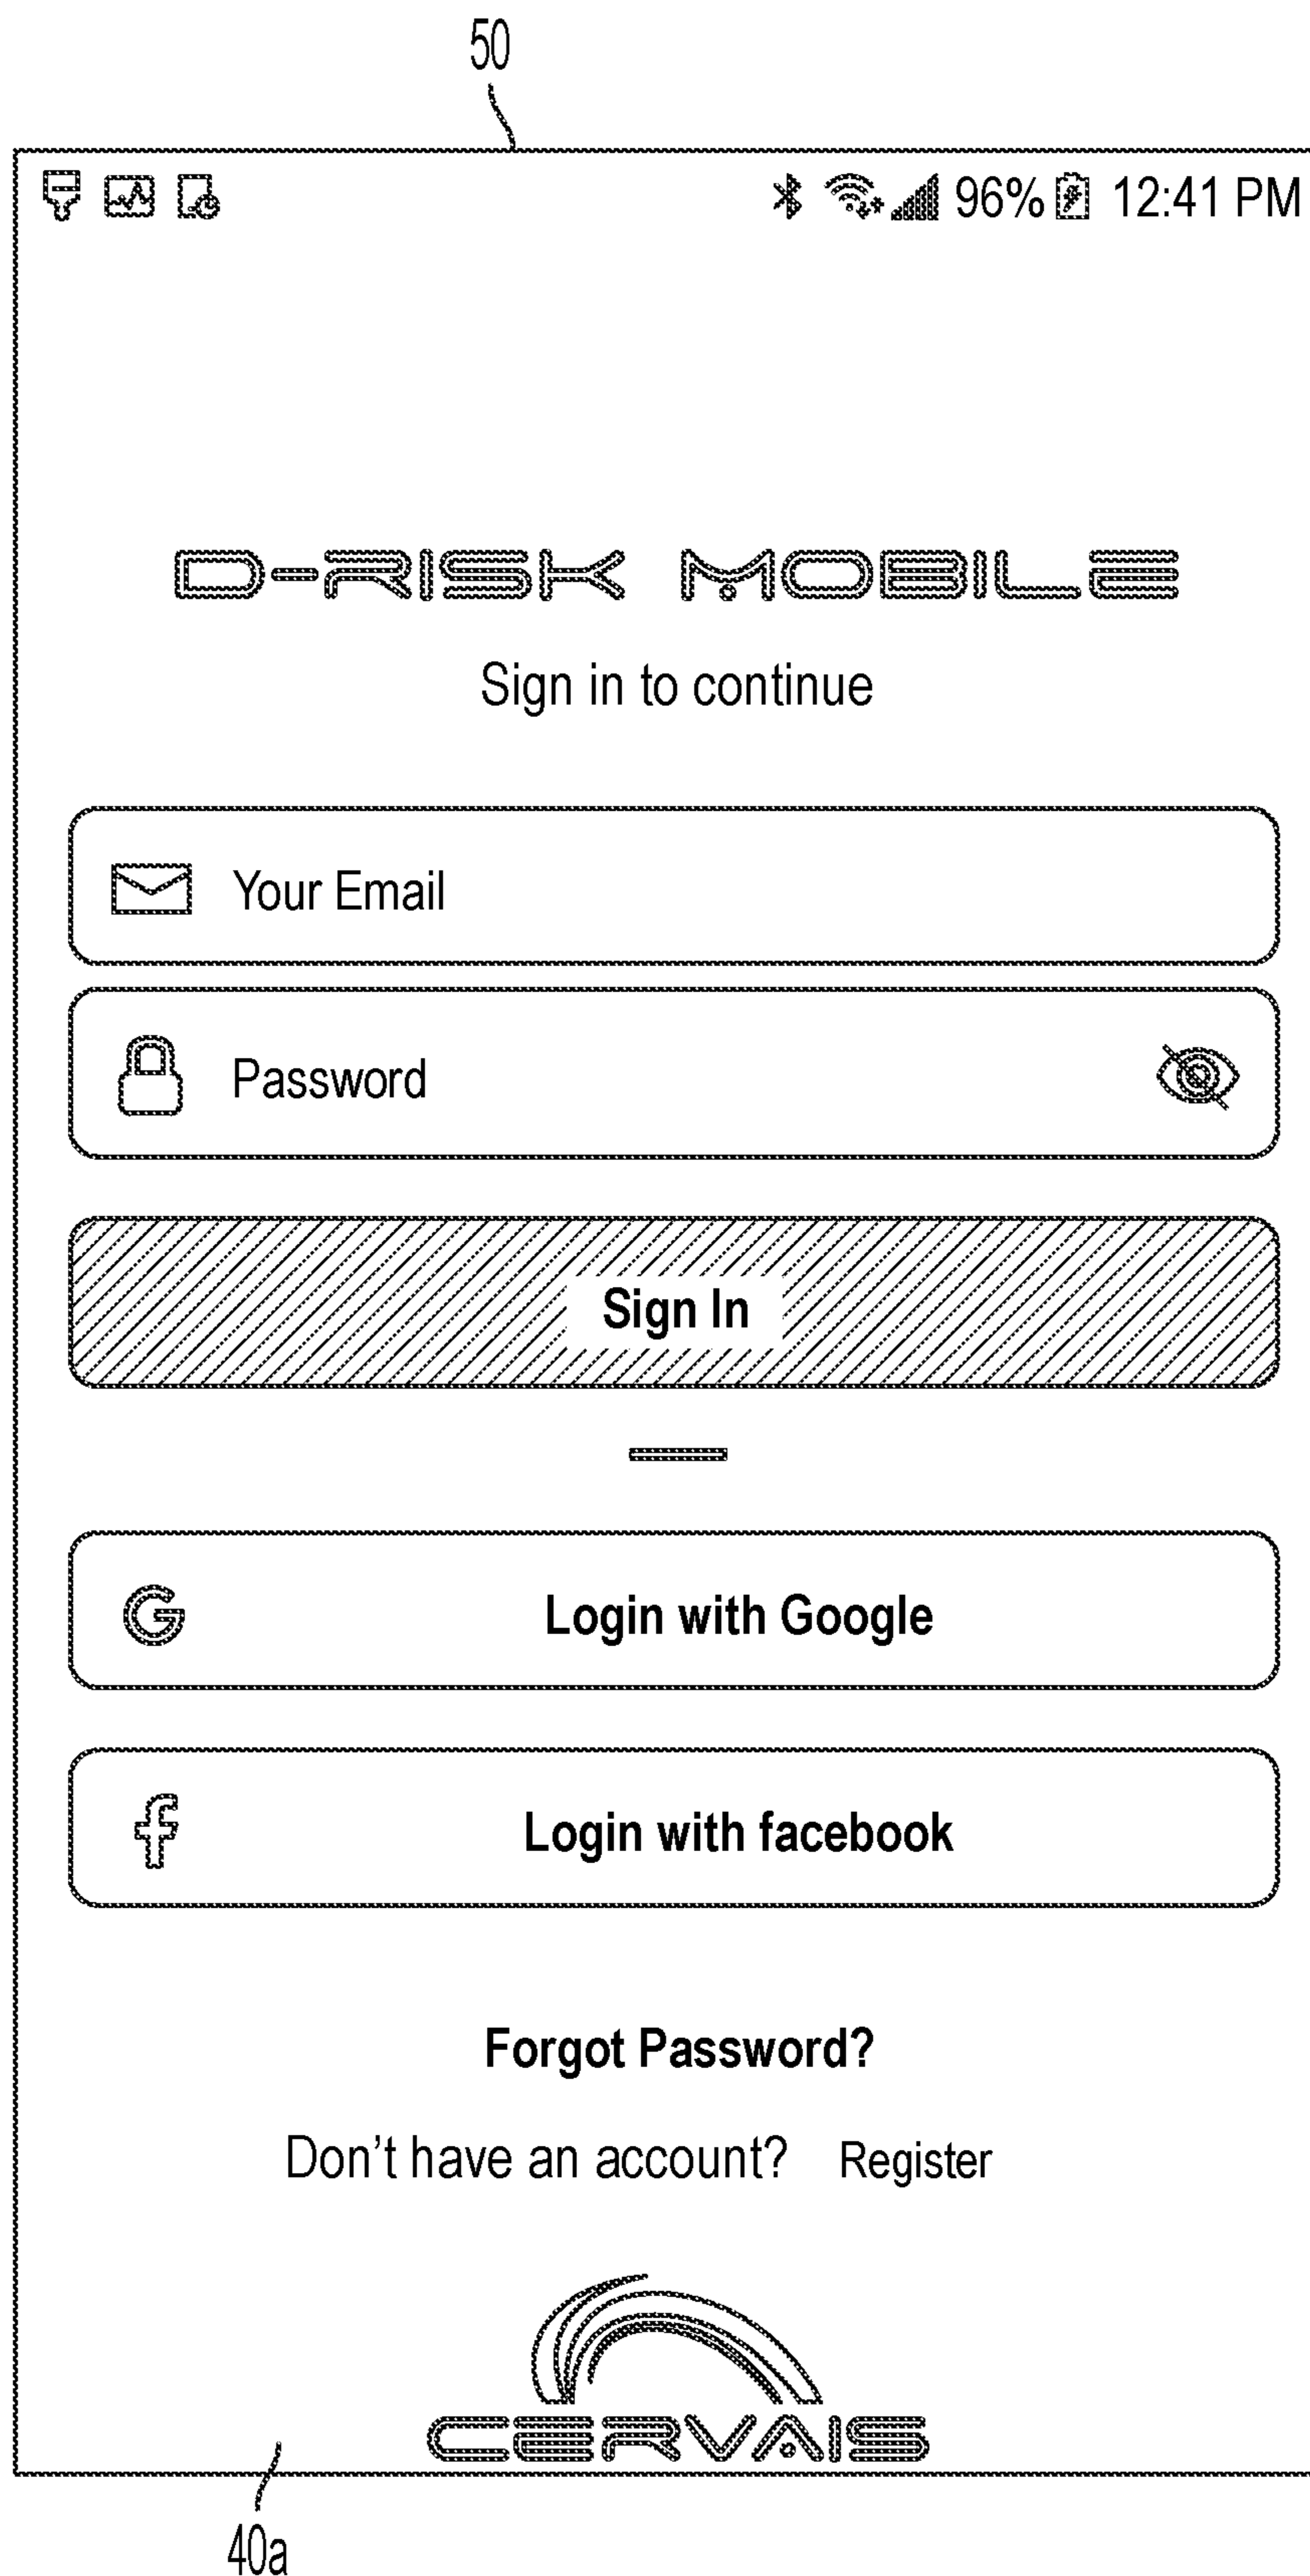 50
96% 12:41 PM
D-RISK MOBILE
Sign in to continue
Your Email
Password
Sign In
Login with Google
Login with facebook
Forgot Password?
Don't have an account? Register
CERVAIS
40a